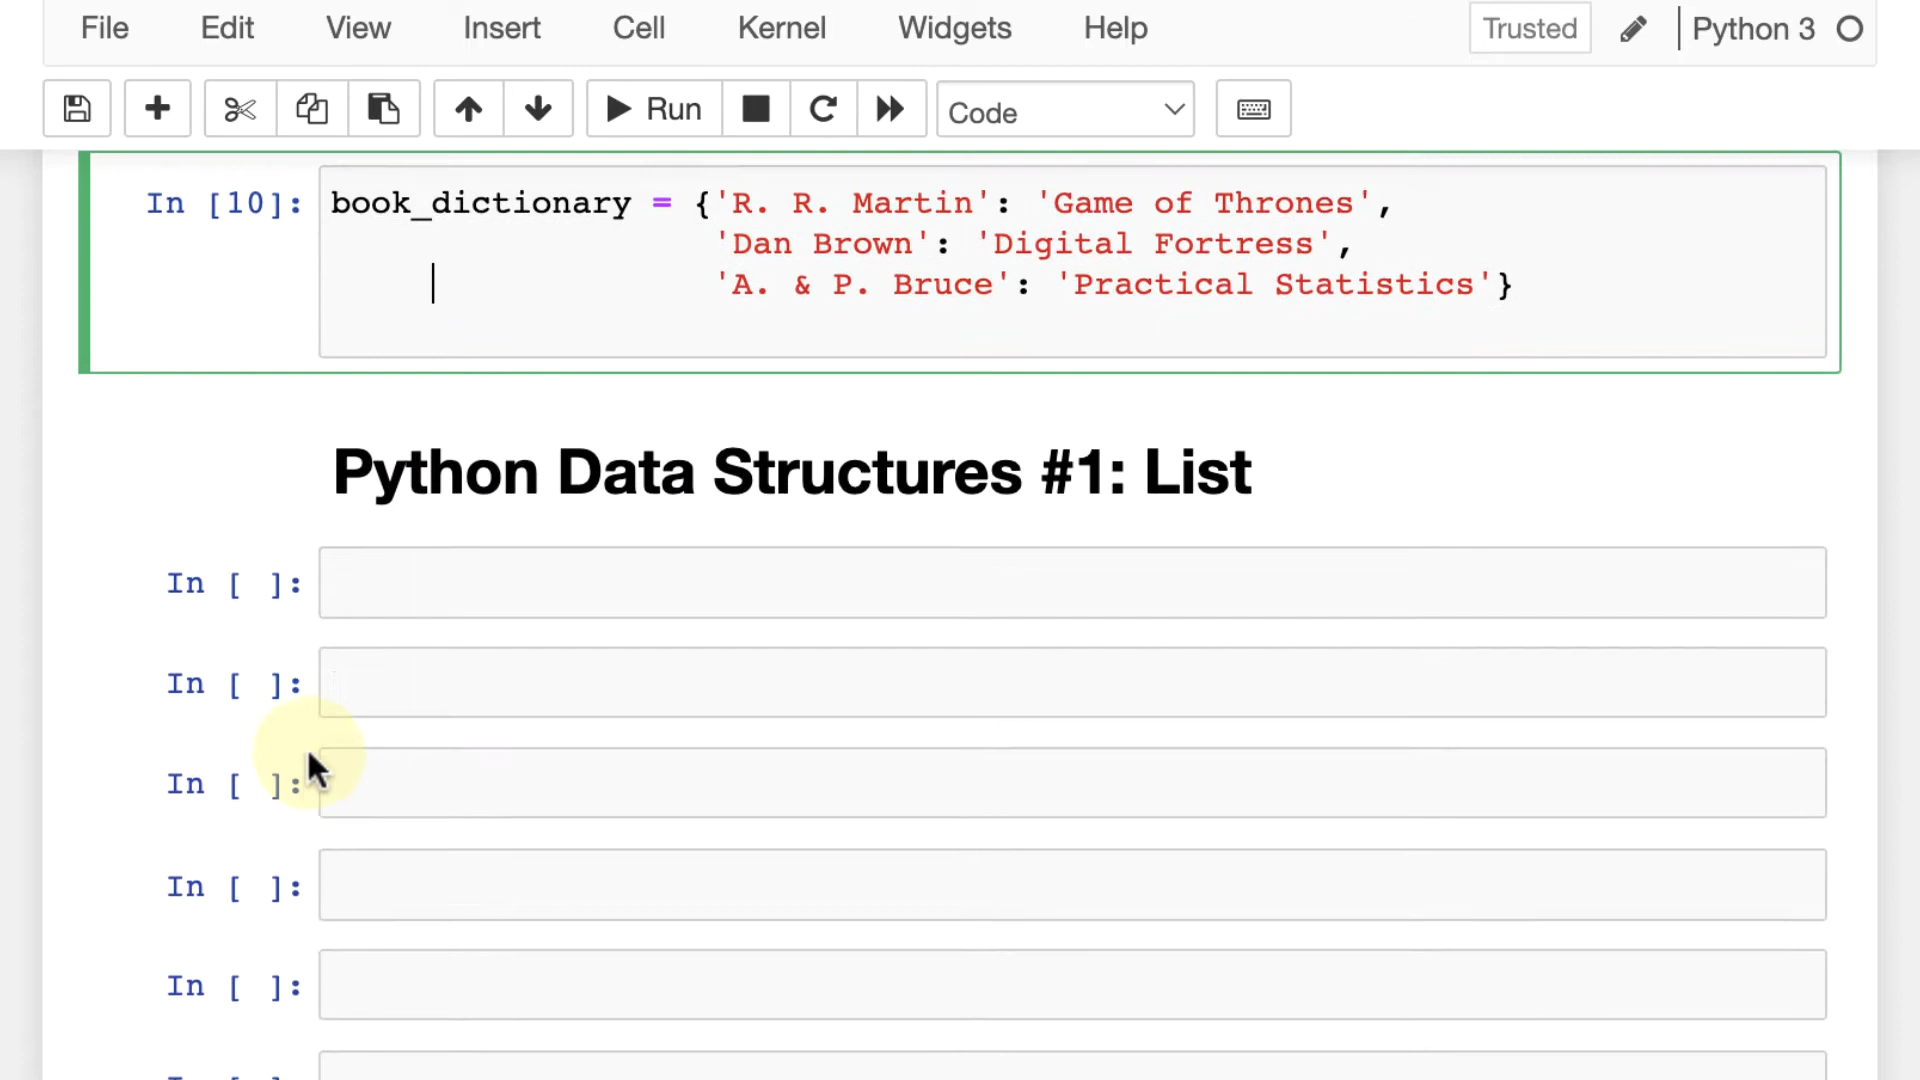 File Edit View Insert Cell Kernel Widgets Help Trusted Python 3
Run Code
In [10]: book_dictionary = {'R. R. Martin': 'Game of Thrones',
'Dan Brown': 'Digital Fortress',
'A. & P. Bruce': 'Practical Statistics'}
Python Data Structures #1: List
In [ ]:
In [ ]:
In [ ]:
In [ ]:
In [ ]: